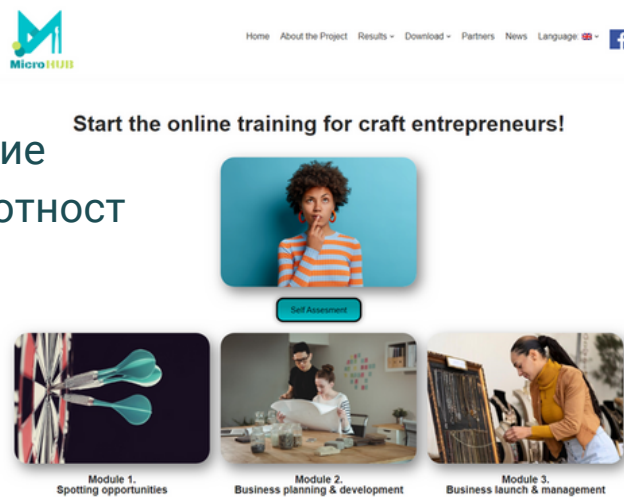 MicroHUB
Home About the Project Results Download Partners News Language:
Start the online training for craft entrepreneurs!
ие
отност
Self Assesment
Module 1.
Spotting opportunities
Module 2.
Business planning & development
Module 3.
Business launch & management